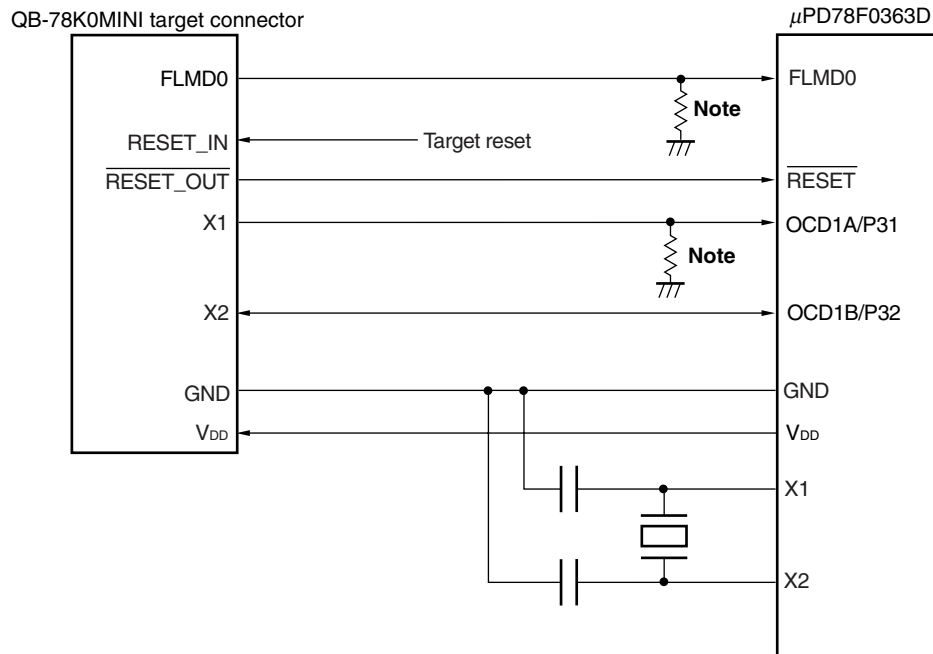 QB-78K0MINI target connector
μPD78F0363D
FLMD0
FLMD0
Note
RESET_IN
Target reset
RESET_OUT
RESET
X1
OCD1A/P31
Note
X2
OCD1B/P32
GND
GND
VDD
VDD
X1
X2